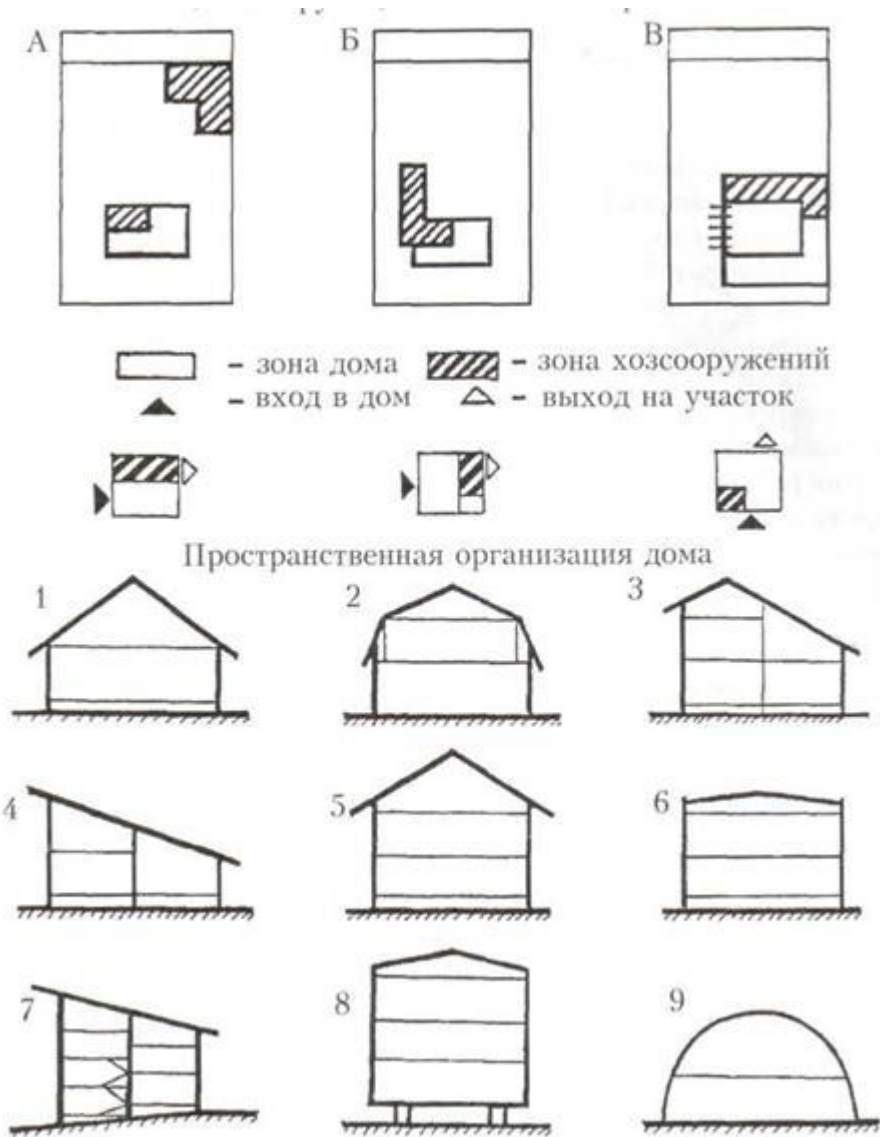 А Б В
– зона дома – зона хозсооружений
– вход в дом – выход на участок
Пространственная организация дома
1 2 3
4 5 6
7 8 9